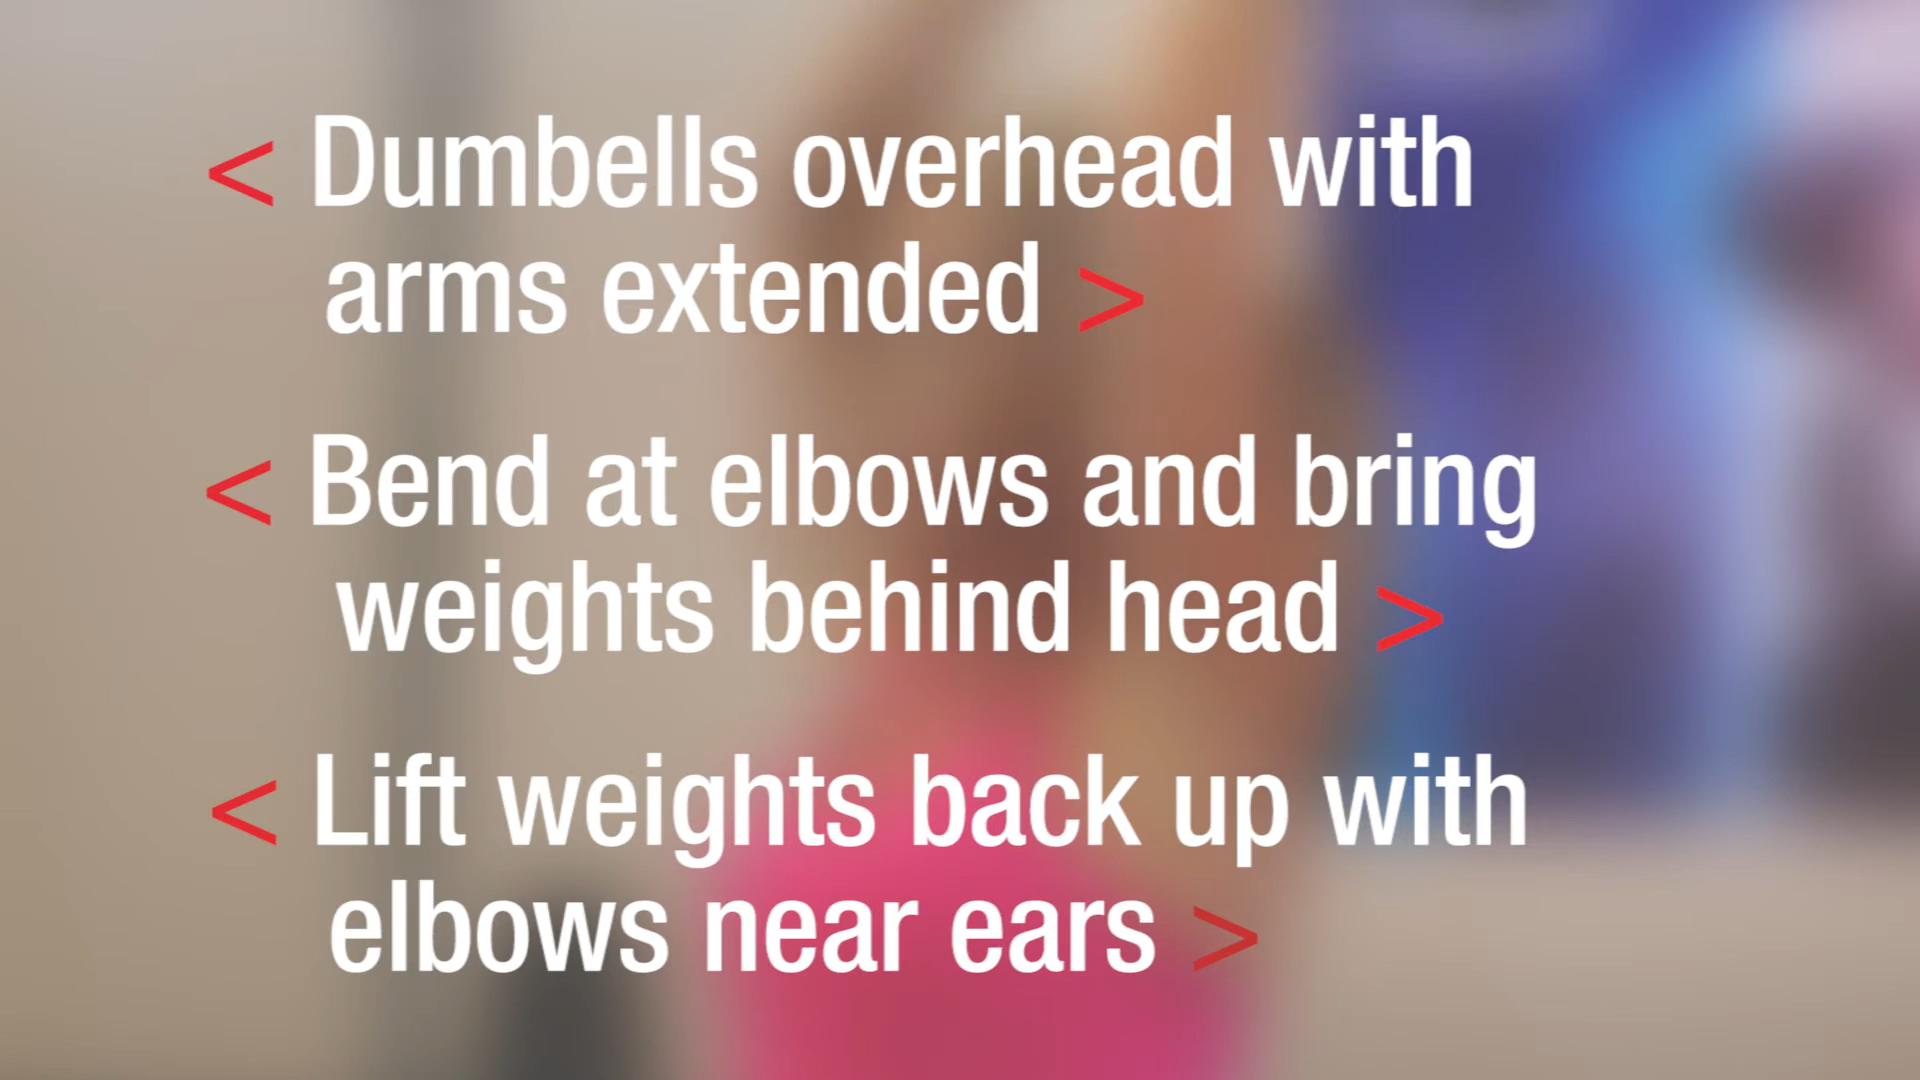 < Dumbells overhead with
arms extended >
< Bend at elbows and bring
weights behind head >
< Lift weights back up with
elbows near ears >